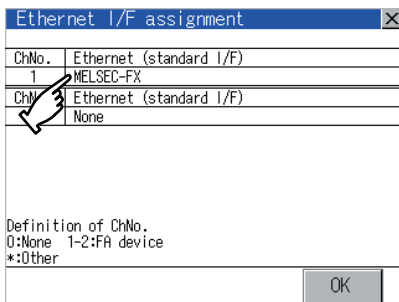 Ethernet I/F assignment
ChNo. Ethernet (standard I/F)
1 MELSEC-FX
ChNo. Ethernet (standard I/F)
None
Definition of ChNo.
0:None 1-2:FA device
*:Other
OK